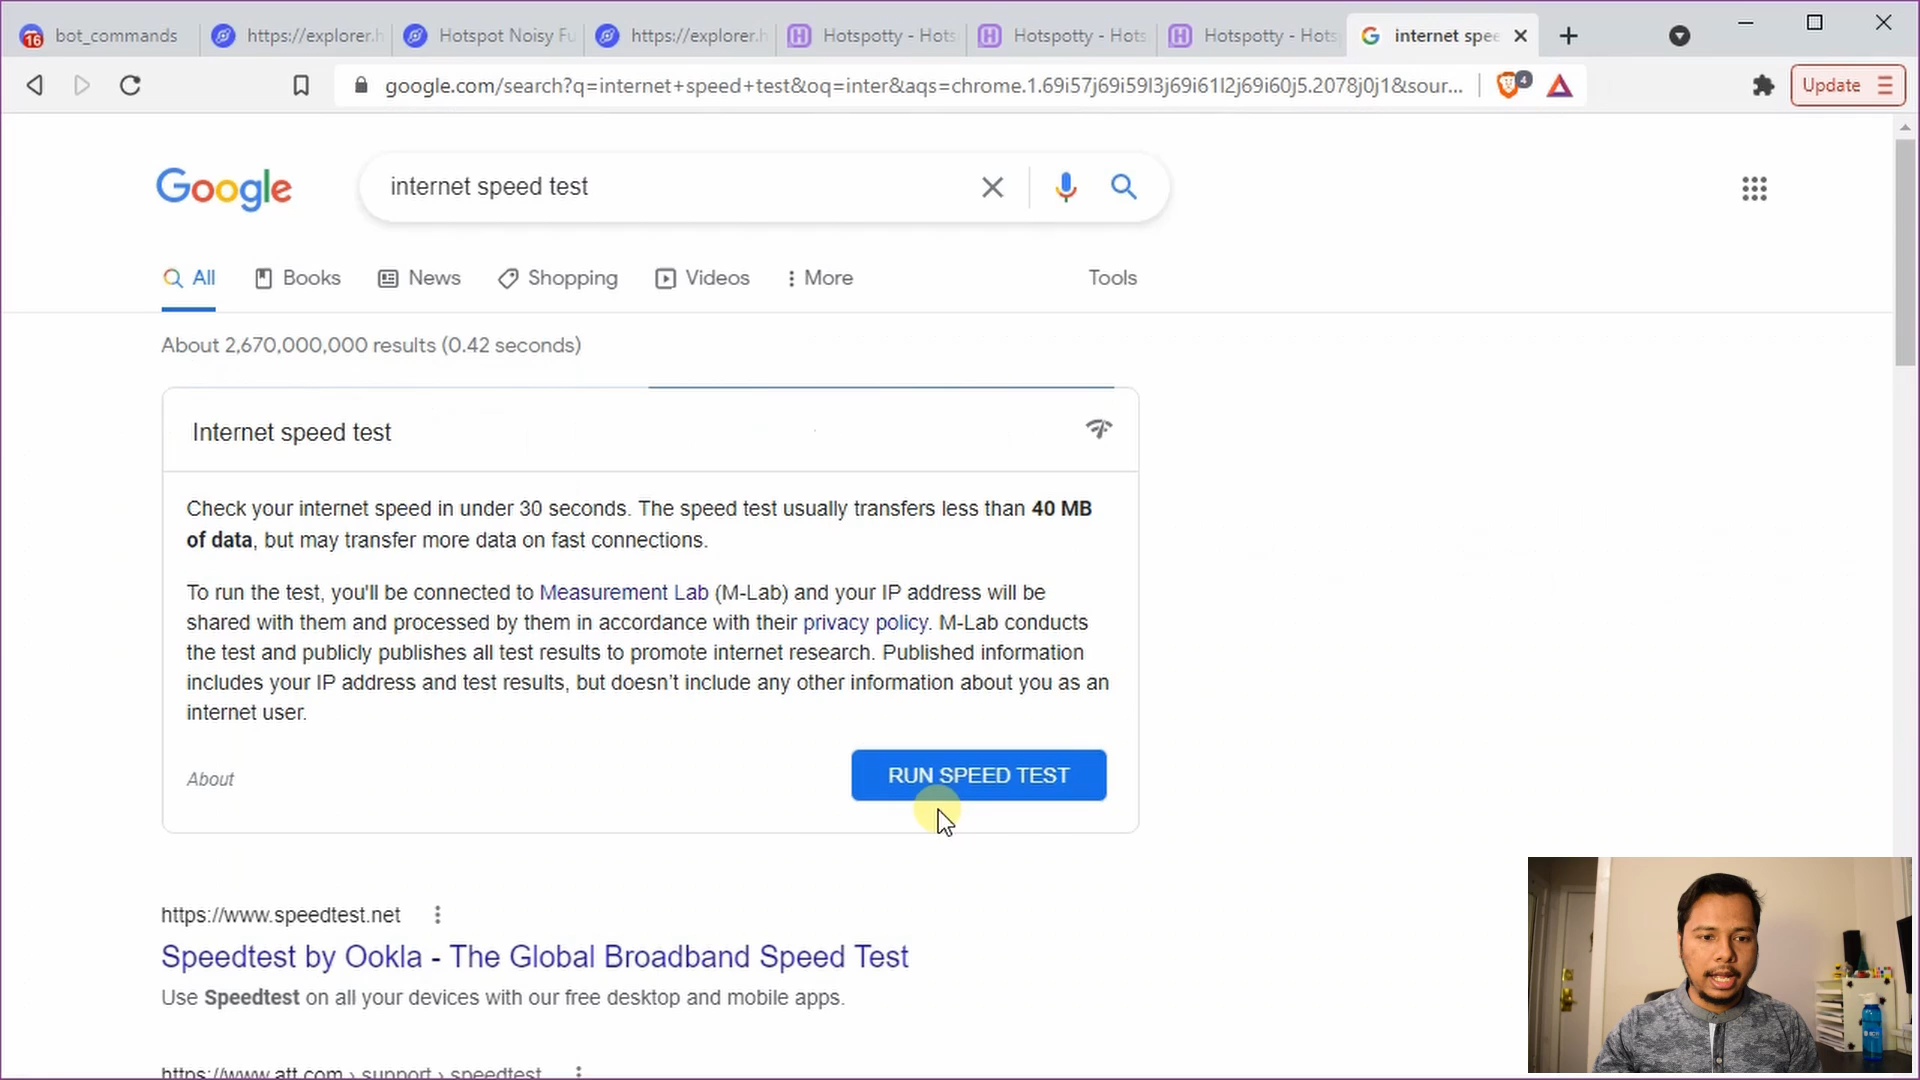 16 bot_commands
https://explorer.h
Hotspot Noisy Fu
https://explorer.h
Hotspotty - Hots
Hotspotty - Hots
Hotspotty - Hots
internet spee
google.com/search?q=internet+speed+test&oq=inter&aqs=chrome.1.69i57j69i59l3j69i61l2j69i60j5.2078j0j1&sour...
4
Update
Google
internet speed test
All
Books
News
Shopping
Videos
More
Tools
About 2,670,000,000 results (0.42 seconds)
Internet speed test
Check your internet speed in under 30 seconds. The speed test usually transfers less than 40 MB
of data, but may transfer more data on fast connections.
To run the test, you'll be connected to Measurement Lab (M-Lab) and your IP address will be
shared with them and processed by them in accordance with their privacy policy. M-Lab conducts
the test and publicly publishes all test results to promote internet research. Published information
includes your IP address and test results, but doesn't include any other information about you as an
internet user.
About
RUN SPEED TEST
https://www.speedtest.net
Speedtest by Ookla - The Global Broadband Speed Test
Use Speedtest on all your devices with our free desktop and mobile apps.
https://www.att.com › support › speedtest